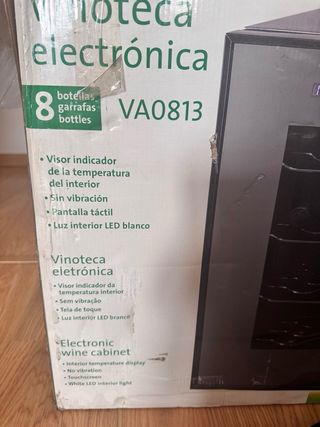 Vinoteca
electrónica
8 botellas
garrafas
bottles
VA0813
• Visor indicador
de la temperatura
del interior
• Sin vibración
• Pantalla táctil
• Luz interior LED blanco
Vinoteca
eletrónica
• Visor indicador da
temperatura interior
• Sem vibração
• Tela de toque
• Luz interior LED branco
Electronic
wine cabinet
• Interior temperature display
• No vibration
• Touchscreen
• White LED interior light